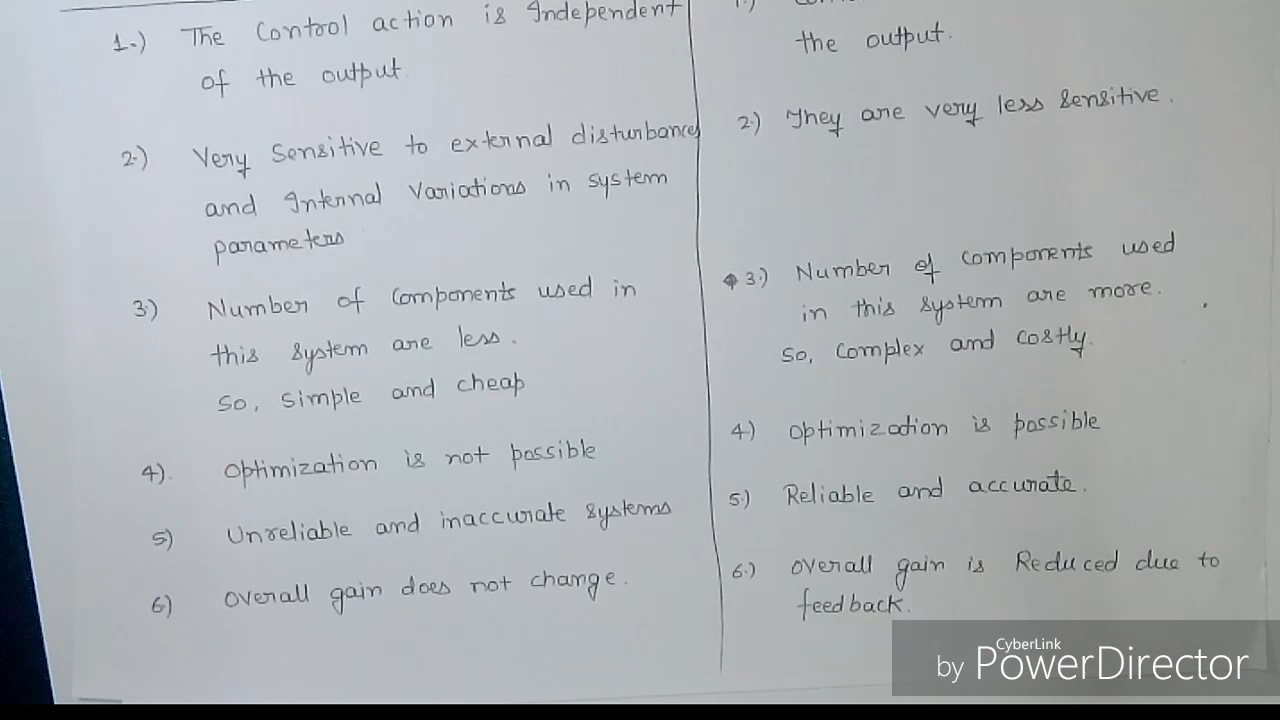 1.) The Control action is Independent
of the output.
2.) Very Sensitive to external disturbances
and Internal Variations in system
parameters
3.) Number of Components used in
this system are less.
So, Simple and cheap
4). Optimization is not possible
5) Unreliable and inaccurate systems
6) Overall gain does not change.
1.)
the output.
2.) They are very less sensitive.
3.) Number of components used
in this system are more.
So, Complex and costly.
4) Optimization is possible
5.) Reliable and accurate.
6.) Overall gain is Reduced due to
feedback.
CyberLink
by PowerDirector